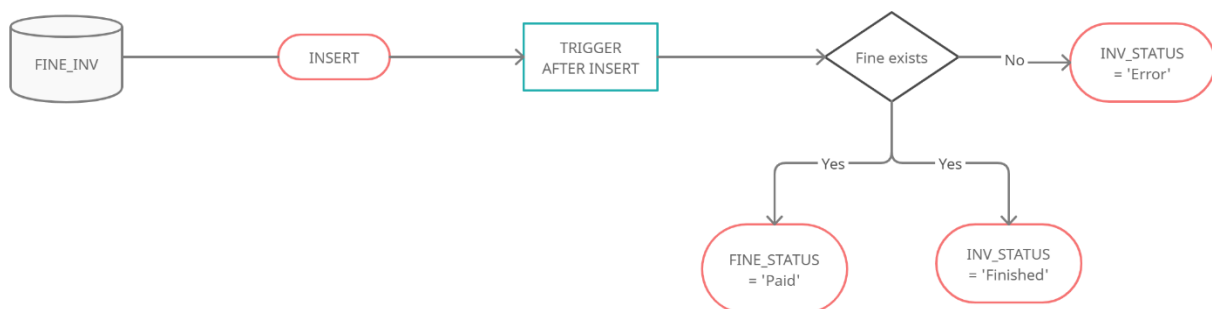 FINE_INV
INSERT
TRIGGER
AFTER INSERT
Fine exists
No
INV_STATUS
= 'Error'
Yes
Yes
FINE_STATUS
= 'Paid'
INV_STATUS
= 'Finished'